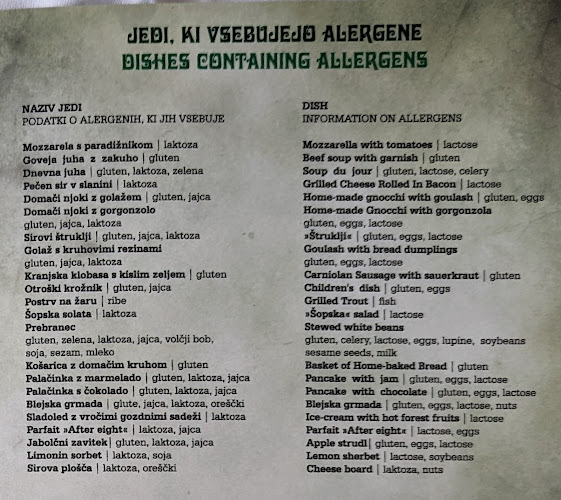 JEDI, KI VSEBUJEJO ALERGENE
DISHES CONTAINING ALLERGENS
NAZIV JEDI
PODATKI O ALERGENIH, KI JIH VSEBUJE
Mozzarela s paradižnikom | laktoza
Goveja juha z zakuho | gluten
Dnevna juha | gluten, laktoza, zelena
Pečen sir v slanini | laktoza
Domači njoki z golažem | gluten, jajca
Domači njoki z gorgonzolo
gluten, jajca, laktoza
Sirovi štruklji | gluten, jajca, laktoza
Golaž s kruhovimi rezinami
gluten, jajca, laktoza
Kranjska klobasa s kislim zeljem | gluten
Otroški krožnik | gluten, jajca
Postrv na žaru | ribe
Šopska solata | laktoza
Prebranec
gluten, zelena, laktoza, jajca, volčji bob,
soja, sezam, mleko
Košarica z domačim kruhom | gluten
Palačinka z marmelado | gluten, laktoza, jajca
Palačinka s čokolado | gluten, laktoza, jajca
Blejska grmada | glute, jajca, laktoza, oreščki
Sladoled z vročimi gozdnimi sadeži | laktoza
Parfait »After eight« | laktoza, jajca
Jabolčni zavitek| gluten, laktoza, jajca
Limonin sorbet | laktoza, soja
Sirova plošča | laktoza, oreščki
DISH
INFORMATION ON ALLERGENS
Mozzarella with tomatoes | lactose
Beef soup with garnish | gluten
Soup du jour | gluten, lactose, celery
Grilled Cheese Rolled In Bacon | lactose
Home-made gnocchi with goulash | gluten, eggs
Home-made Gnocchi with gorgonzola
gluten, eggs, lactose
»Štruklji« | gluten, eggs, lactose
Goulash with bread dumplings
gluten, eggs, lactose
Carniolan Sausage with sauerkraut | gluten
Children's dish | gluten, eggs
Grilled Trout | fish
»Šopska« salad | lactose
Stewed white beans
gluten, celery, lactose, eggs, lupine, soybeans
sesame seeds, milk
Basket of Home-baked Bread | gluten
Pancake with jam | gluten, eggs, lactose
Pancake with chocolate | gluten, eggs, lactose
Blejska grmada | gluten, eggs, lactose, nuts
Ice-cream with hot forest fruits | lactose
Parfait »After eight« | lactose, eggs
Apple strudl| gluten, eggs, lactose
Lemon sherbet | lactose, soybeans
Cheese board | lactose, nuts